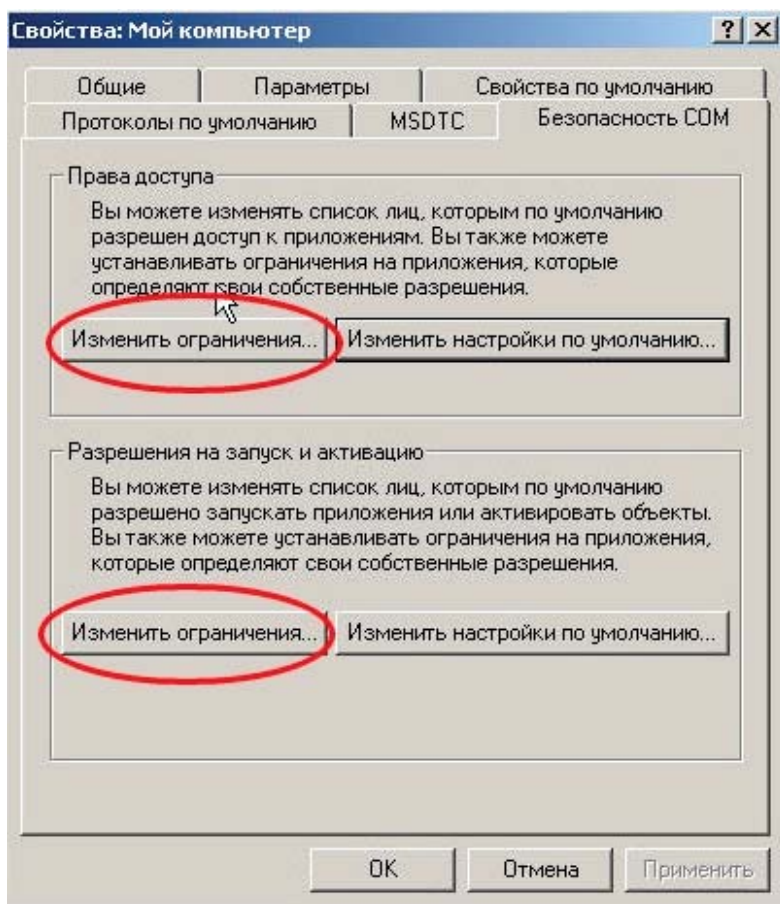 Свойства: Мой компьютер
Общие Параметры Свойства по умолчанию
Протоколы по умолчанию MSDTC Безопасность COM
Права доступа
Вы можете изменять список лиц, которым по умолчанию
разрешен доступ к приложениям. Вы также можете
устанавливать ограничения на приложения, которые
определяют свои собственные разрешения.
Изменить ограничения... Изменить настройки по умолчанию...
Разрешения на запуск и активацию
Вы можете изменять список лиц, которым по умолчанию
разрешено запускать приложения или активировать объекты.
Вы также можете устанавливать ограничения на приложения,
которые определяют свои собственные разрешения.
Изменить ограничения... Изменить настройки по умолчанию...
OK Отмена Применить